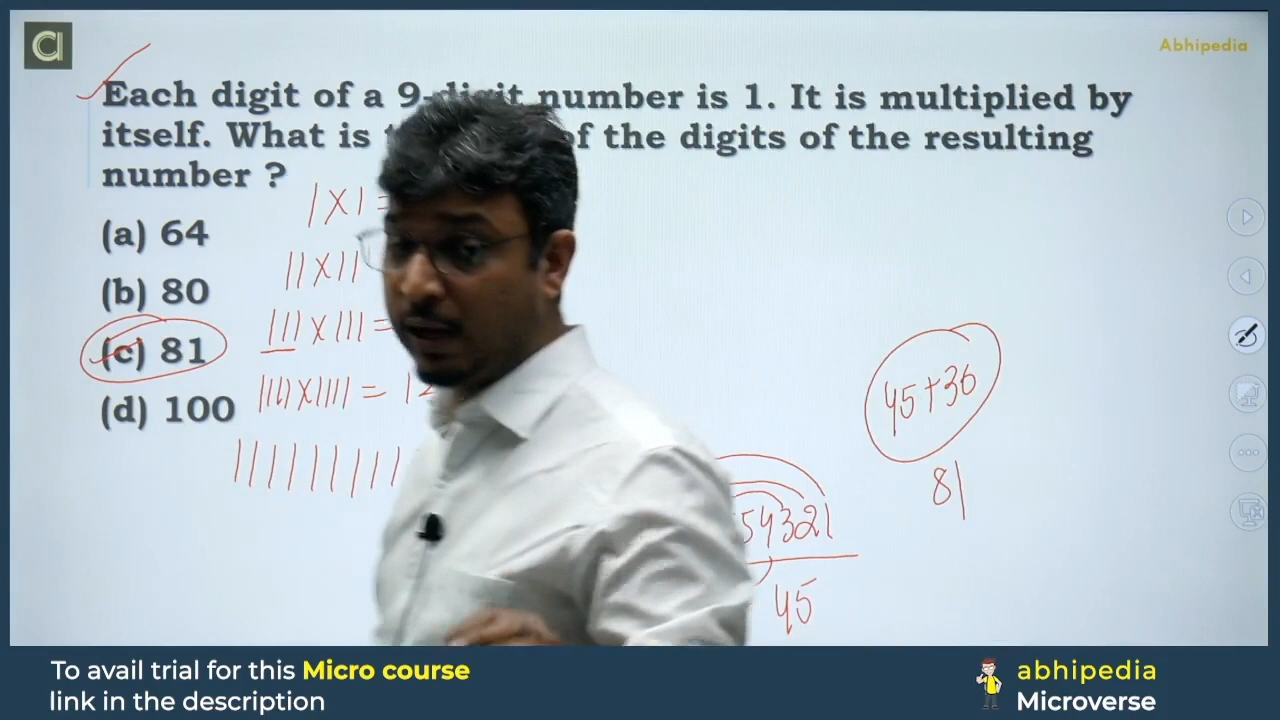 Abhipedia
Each digit of a 9-digit number is 1. It is multiplied by
itself. What is of the digits of the resulting
number ?
1 X 1 =
(a) 64
11 X 11
(b) 80
111 X 111 =
(c) 81
45+36
1111 X 1111 = 12
(d) 100
81
54321
45
To avail trial for this Micro course
link in the description
abhipedia
Microverse